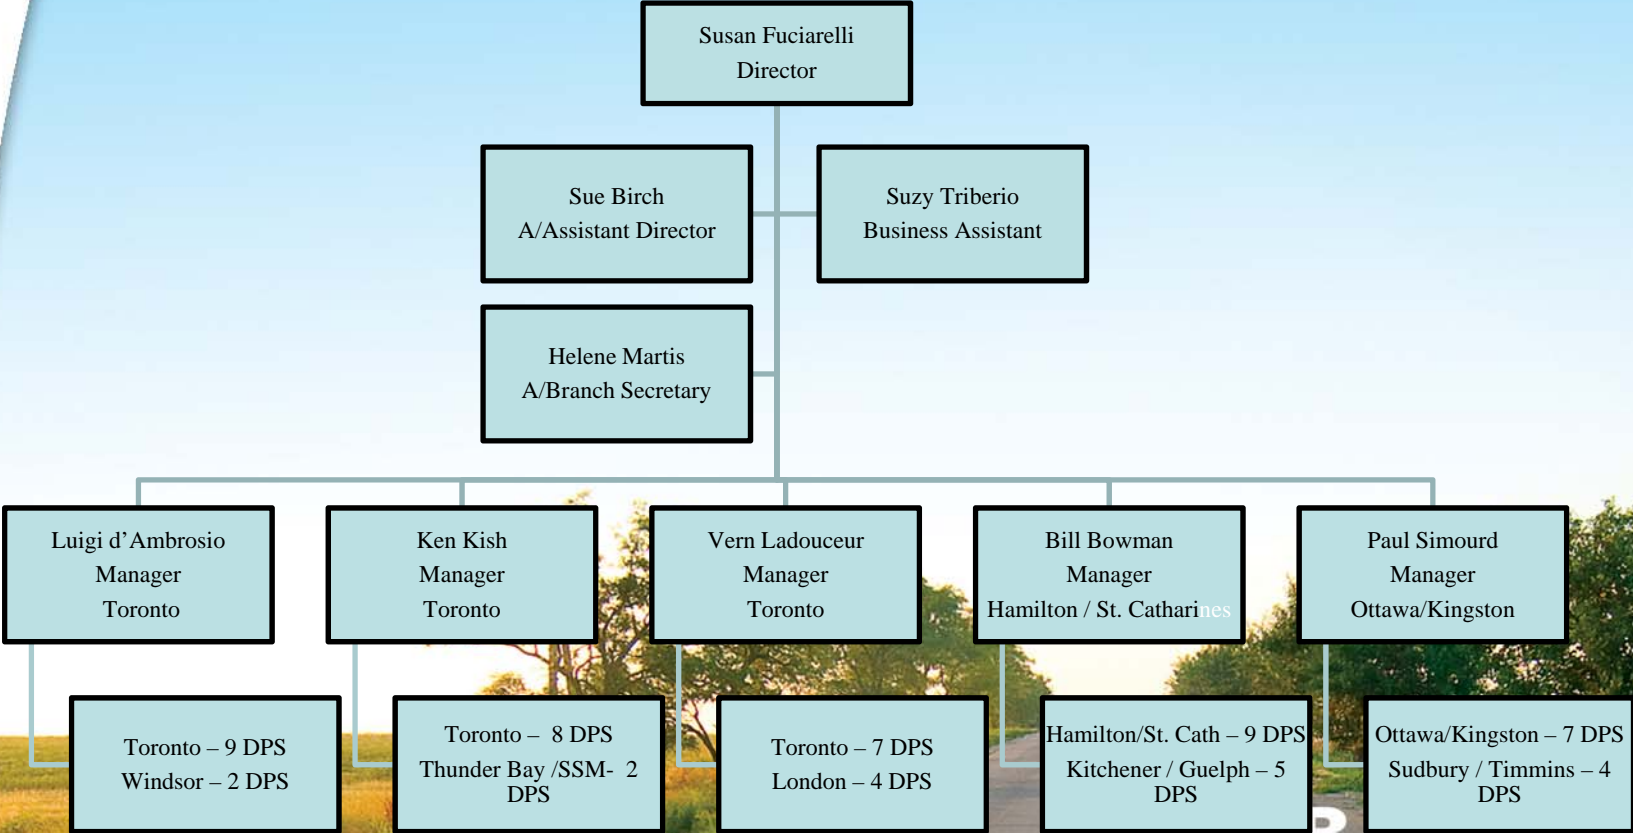 Susan Fuciarelli
Director
Sue Birch
A/Assistant Director
Suzy Triberio
Business Assistant
Helene Martis
A/Branch Secretary
Luigi d’Ambrosio
Manager
Toronto
Ken Kish
Manager
Toronto
Vern Ladouceur
Manager
Toronto
Bill Bowman
Manager
Hamilton / St. Catharines
Paul Simourd
Manager
Ottawa/Kingston
Toronto – 9 DPS
Windsor – 2 DPS
Toronto –  8 DPS
Thunder Bay /SSM-  2
DPS
Toronto – 7 DPS
London – 4 DPS
Hamilton/St. Cath – 9 DPS
Kitchener / Guelph – 5
DPS
Ottawa/Kingston – 7 DPS
Sudbury / Timmins – 4
DPS